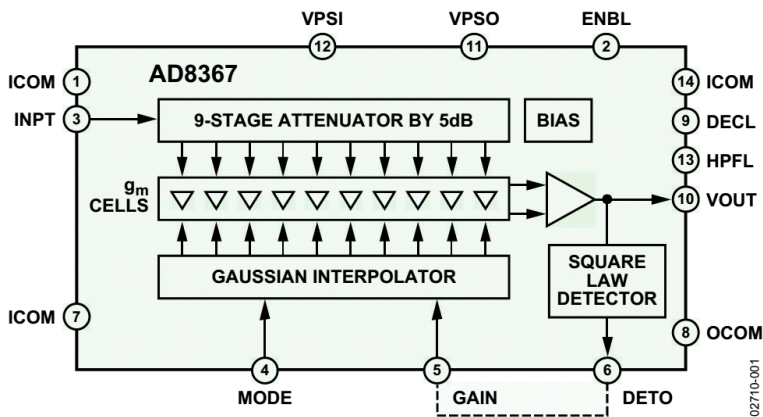 VPSI VPSO ENBL
12 11 2
AD8367
ICOM 1
14 ICOM
INPT 3
9-STAGE ATTENUATOR BY 5dB
BIAS
9 DECL
13 HPFL
gm
CELLS
10 VOUT
GAUSSIAN INTERPOLATOR
SQUARE
LAW
DETECTOR
ICOM 7
8 OCOM
4 5 6
MODE GAIN DETO
02710-001